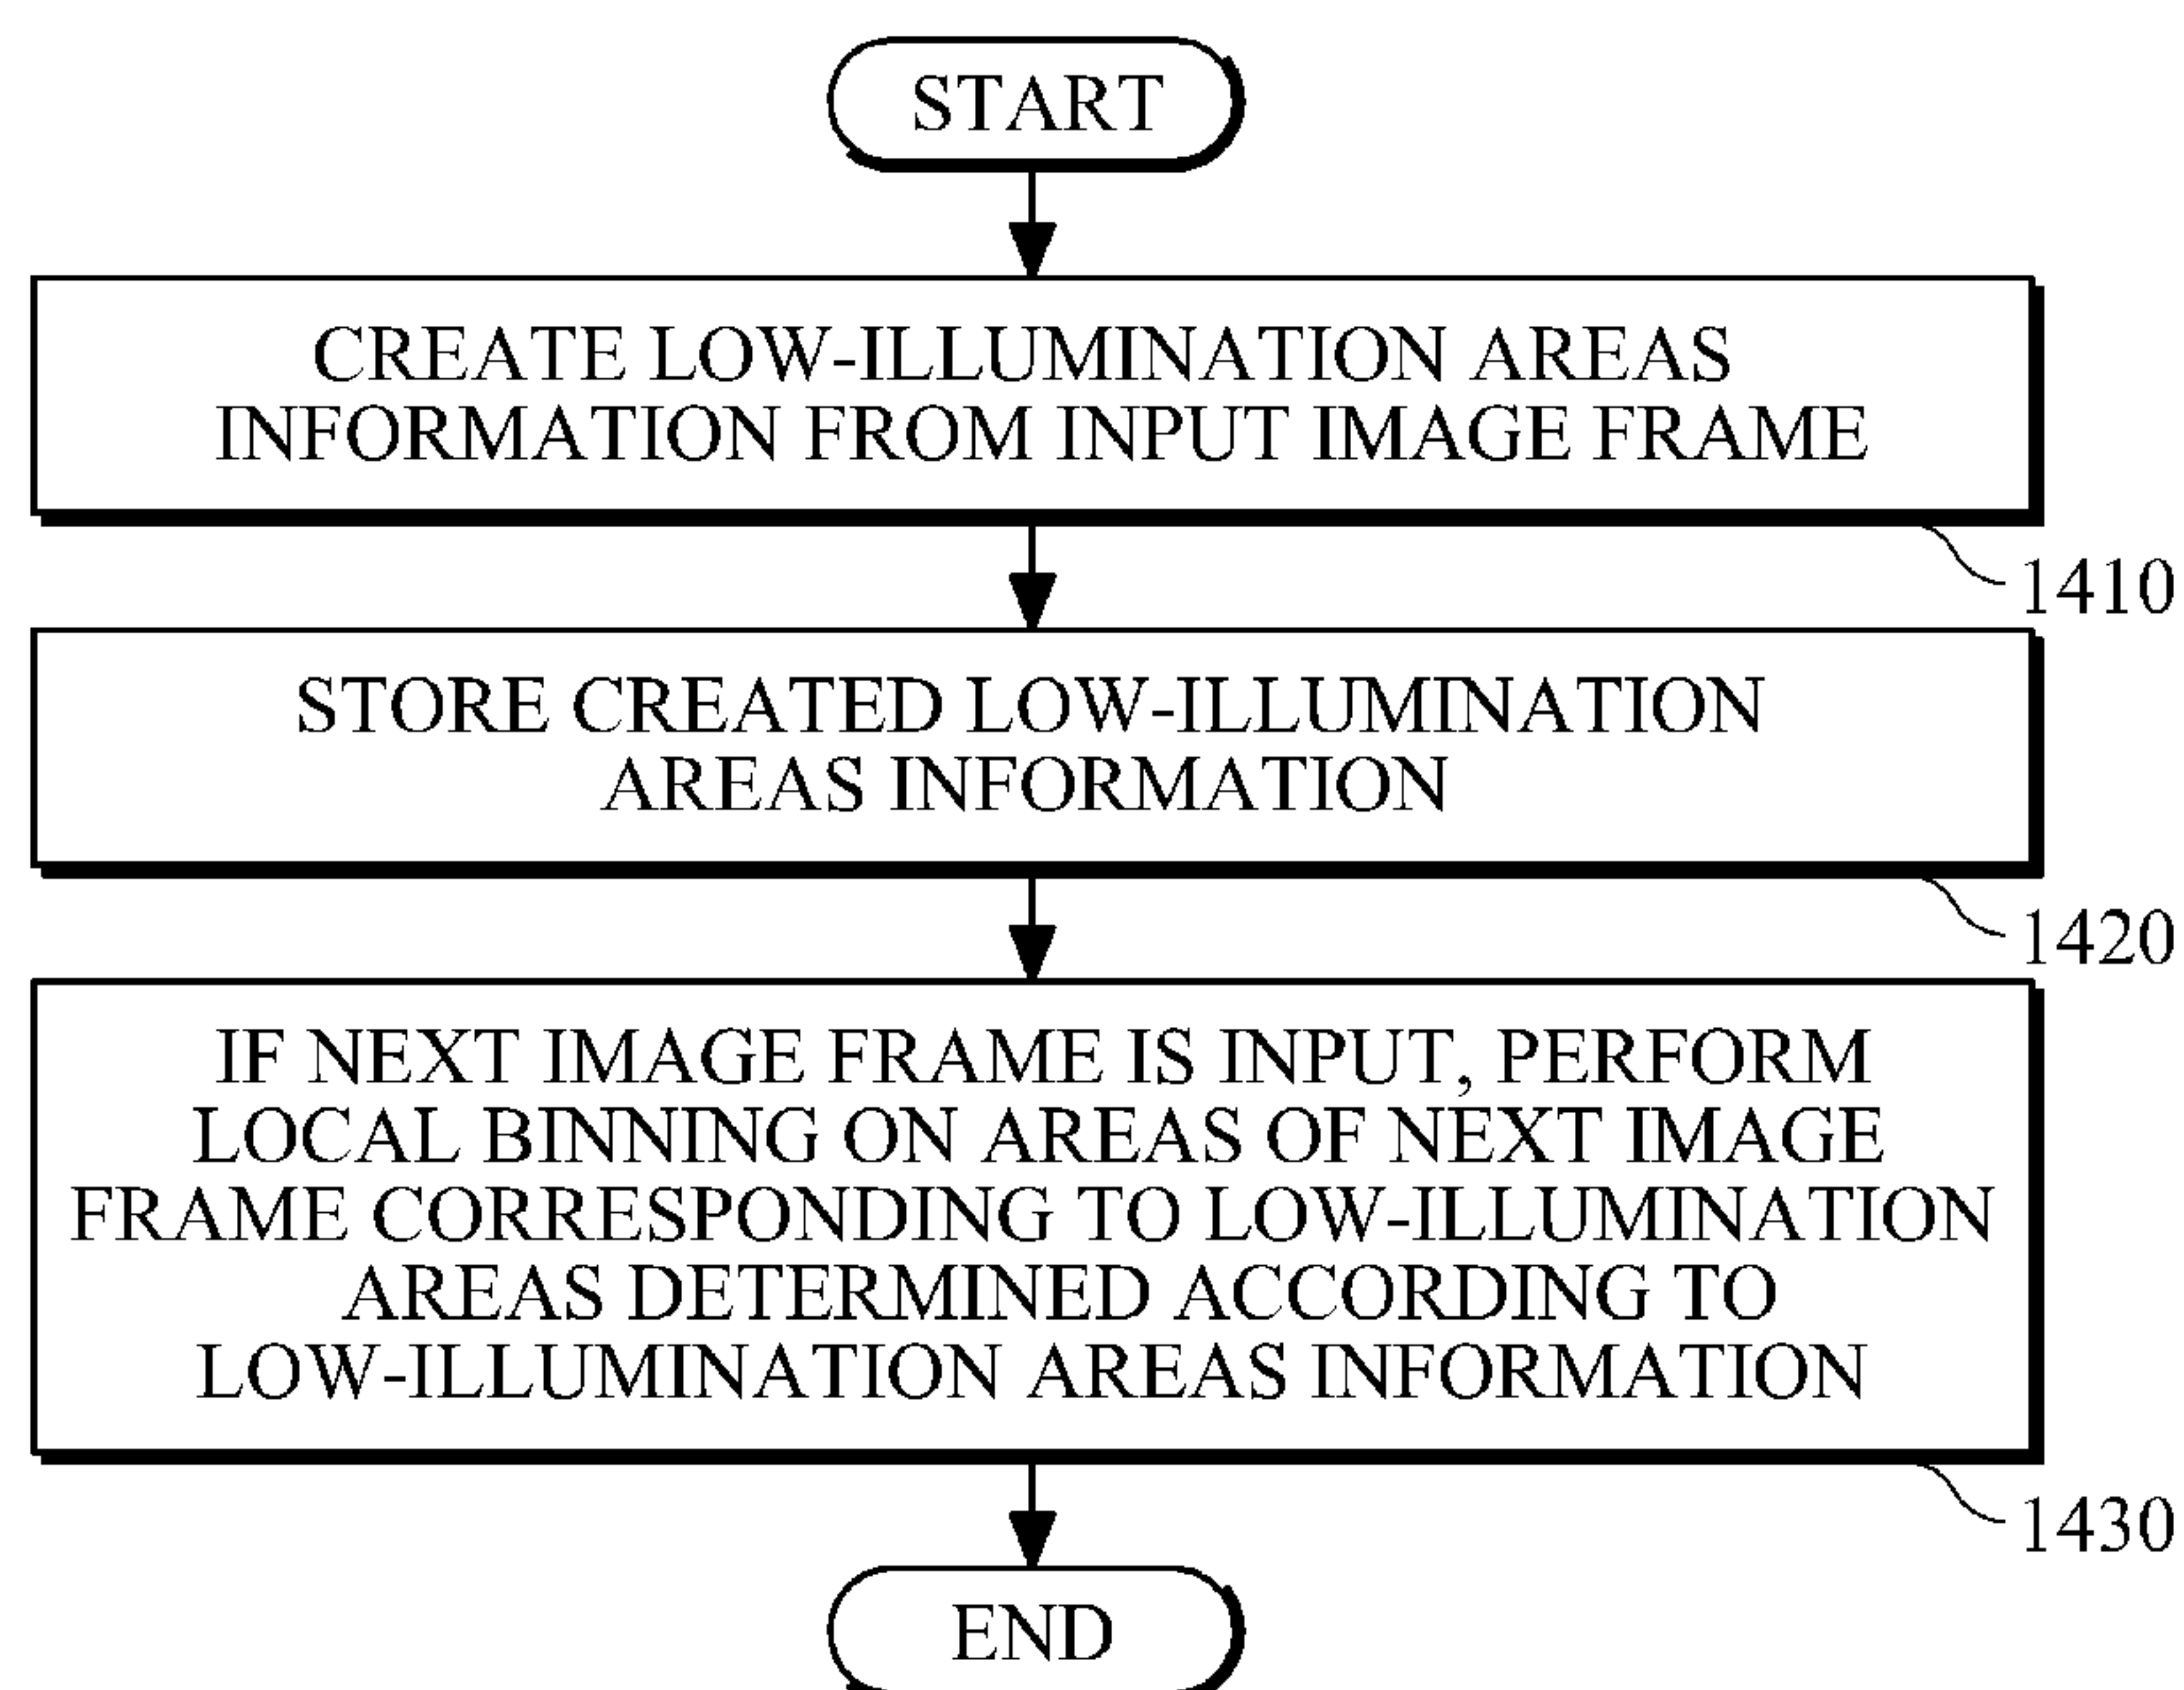 START
CREATE LOW-ILLUMINATION AREAS
INFORMATION FROM INPUT IMAGE FRAME
1410
STORE CREATED LOW-ILLUMINATION
AREAS INFORMATION
1420
IF NEXT IMAGE FRAME IS INPUT, PERFORM
LOCAL BINNING ON AREAS OF NEXT IMAGE
FRAME CORRESPONDING TO LOW-ILLUMINATION
AREAS DETERMINED ACCORDING TO
LOW-ILLUMINATION AREAS INFORMATION
1430
END